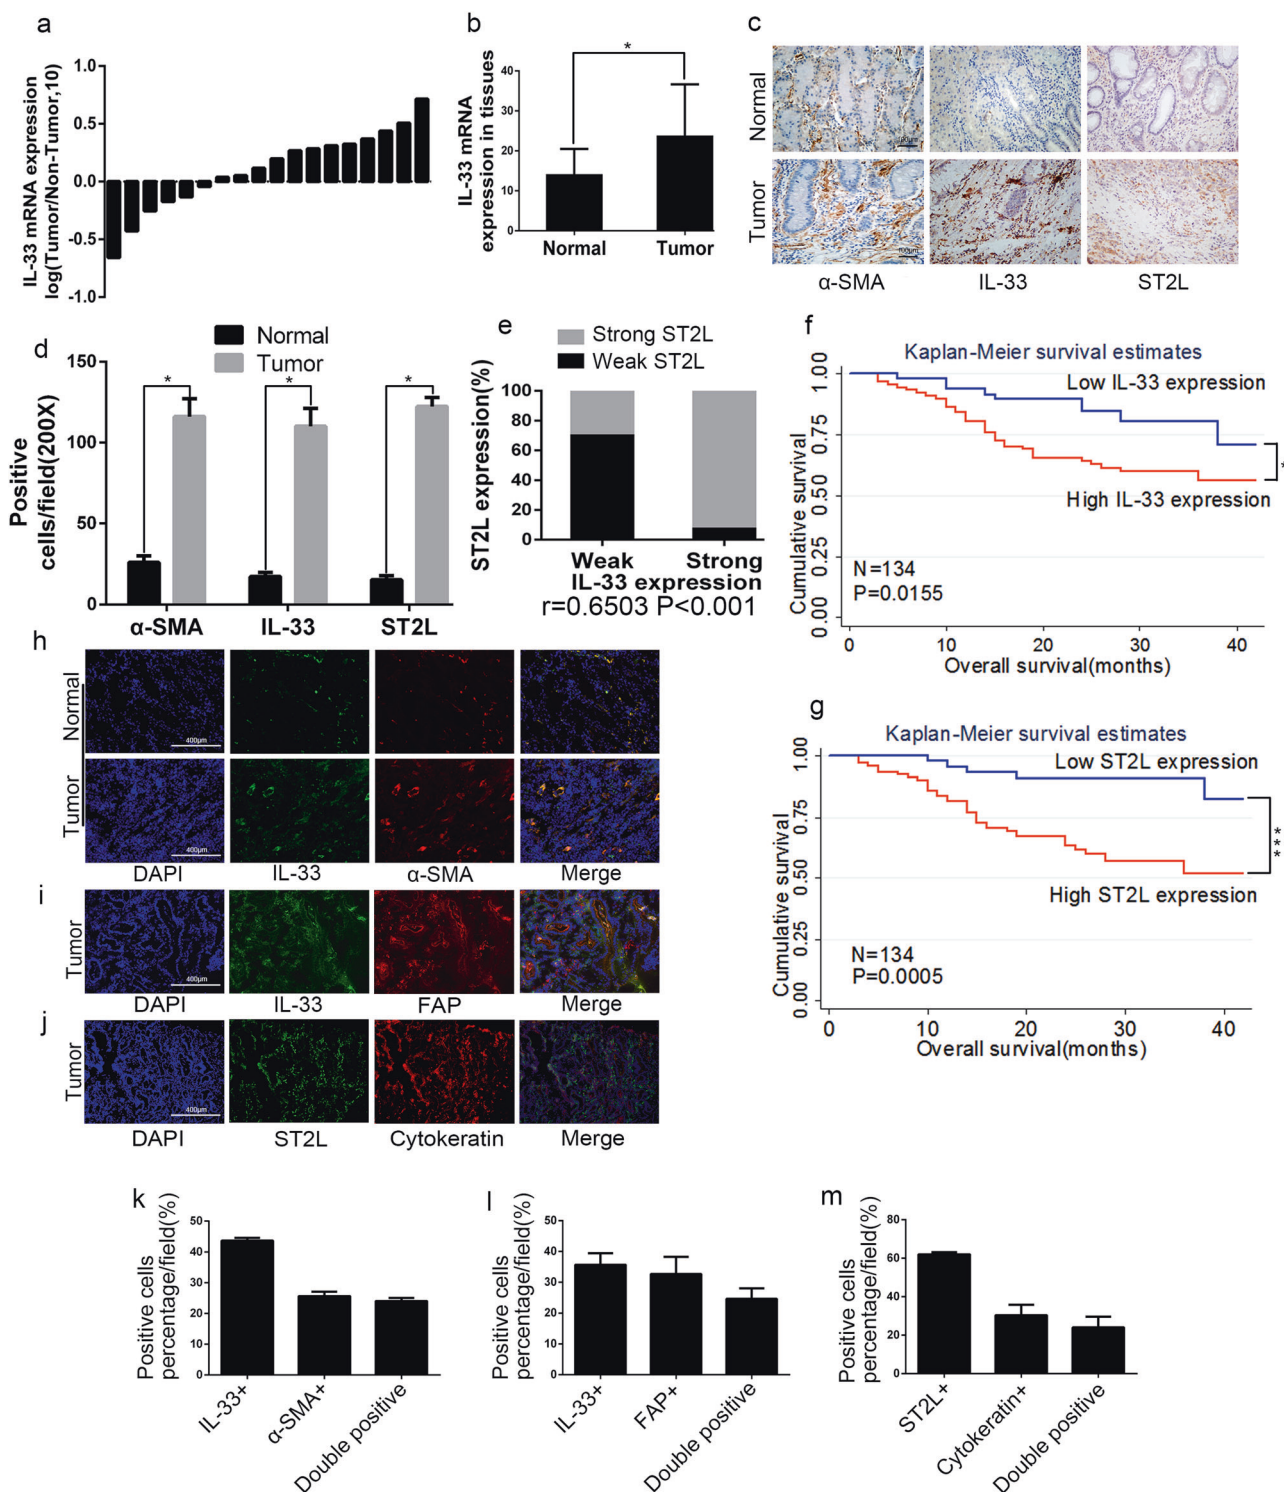 a
IL-33 mRNA expression
log(Tumor/Non-Tumor,10)
1.0
0.5
0.0
-0.5
-1.0
b
IL-33 mRNA
expression in tissues
40
30
20
10
0
*
Normal
Tumor
c
Normal
Tumor
100μm
100μm
α-SMA
IL-33
ST2L
d
Normal
Tumor
Positive
cells/field(200X)
150
100
50
0
*
*
*
α-SMA
IL-33
ST2L
e
Strong ST2L
Weak ST2L
ST2L expression(%)
100
80
60
40
20
0
Weak
Strong
IL-33 expression
r=0.6503 P<0.001
f
Kaplan-Meier survival estimates
Low IL-33 expression
High IL-33 expression
*
Cumulative survival
1.00
0.75
0.50
0.25
0.00
N=134
P=0.0155
0
10
20
30
40
Overall survival(months)
g
Kaplan-Meier survival estimates
Low ST2L expression
High ST2L expression
***
Cumulative survival
1.00
0.75
0.50
0.25
0.00
N=134
P=0.0005
0
10
20
30
40
Overall survival(months)
h
Normal
400μm
Tumor
400μm
DAPI
IL-33
α-SMA
Merge
i
Tumor
400μm
DAPI
IL-33
FAP
Merge
j
Tumor
400μm
DAPI
ST2L
Cytokeratin
Merge
k
Positive cells
percentage/field(%)
50
40
30
20
10
0
IL-33+
α-SMA+
Double positive
l
Positive cells
percentage/field(%)
50
40
30
20
10
0
IL-33+
FAP+
Double positive
m
Positive cells
percentage/field(%)
80
60
40
20
0
ST2L+
Cytokeratin+
Double positive